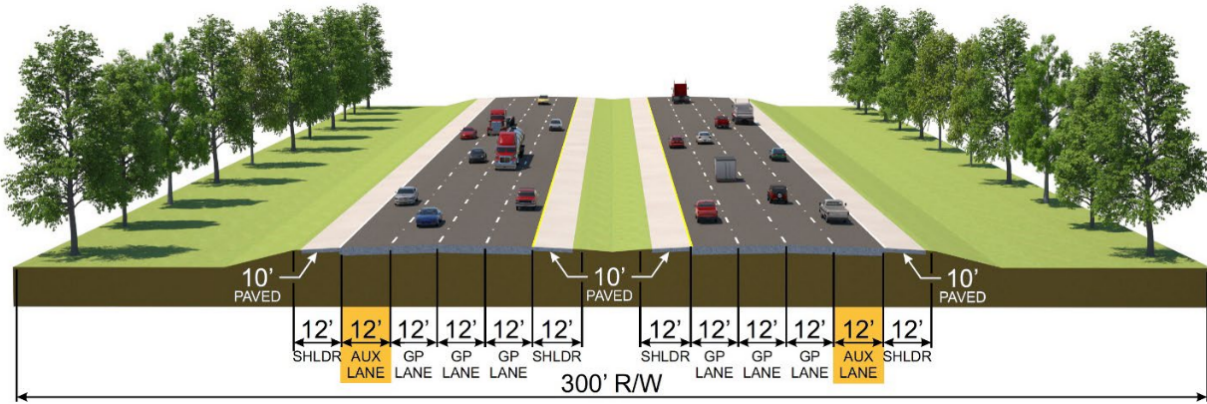 10'
PAVED
10'
PAVED
10'
PAVED
12' 12' 12' 12' 12' 12' 12' 12' 12' 12' 12' 12'
SHLDR AUX LANE GP LANE GP LANE GP LANE SHLDR SHLDR GP LANE GP LANE GP LANE AUX LANE SHLDR
300' R/W